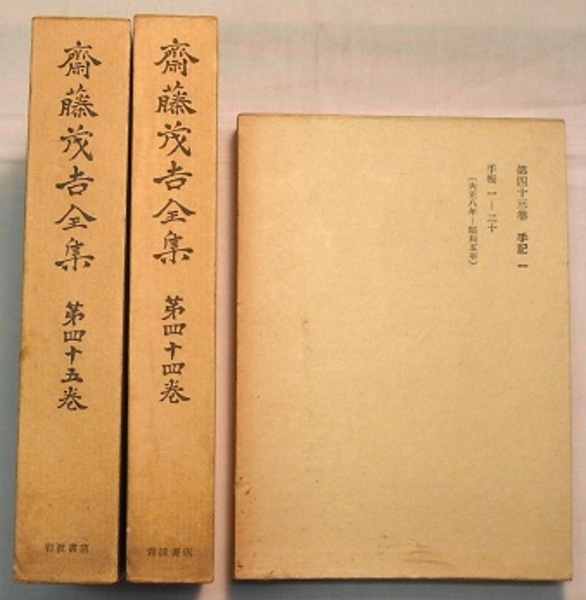 齋藤茂吉全集 第四十五巻
岩波書店
齋藤茂吉全集 第四十四巻
岩波書店
第四十三巻 手記 一
手帳 一―二十
(大正八年―昭和五年)